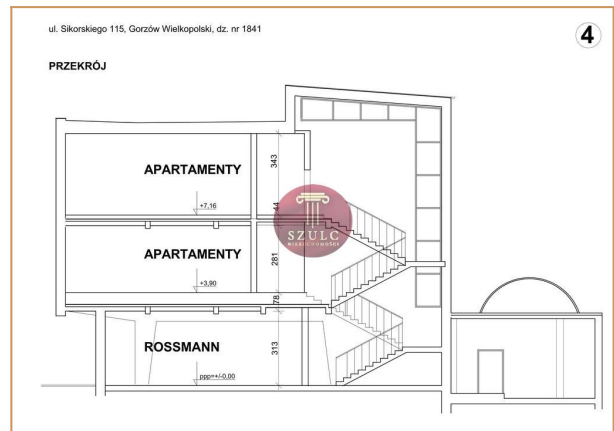 ul. Sikorskiego 115, Gorzów Wielkopolski, dz. nr 1841
4
PRZEKRÓJ
APARTAMENTY
343
+7,16
44
SZULC
NIERUCHOMOŚCI
APARTAMENTY
281
+3,90
78
ROSSMANN
313
ppp=+/-0.00